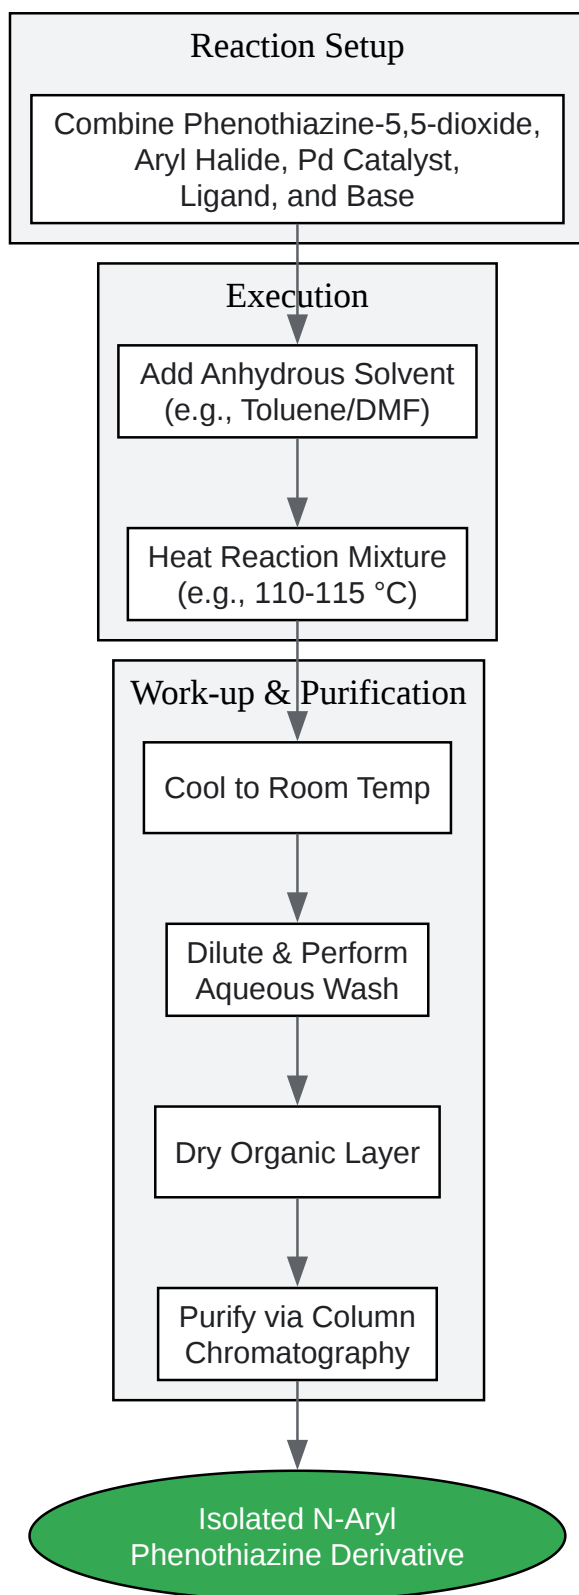 Reaction Setup
Combine Phenothiazine-5,5-dioxide,
Aryl Halide, Pd Catalyst,
Ligand, and Base
Execution
Add Anhydrous Solvent
(e.g., Toluene/DMF)
Heat Reaction Mixture
(e.g., 110-115 °C)
Work-up & Purification
Cool to Room Temp
Dilute & Perform
Aqueous Wash
Dry Organic Layer
Purify via Column
Chromatography
Isolated N-Aryl
Phenothiazine Derivative